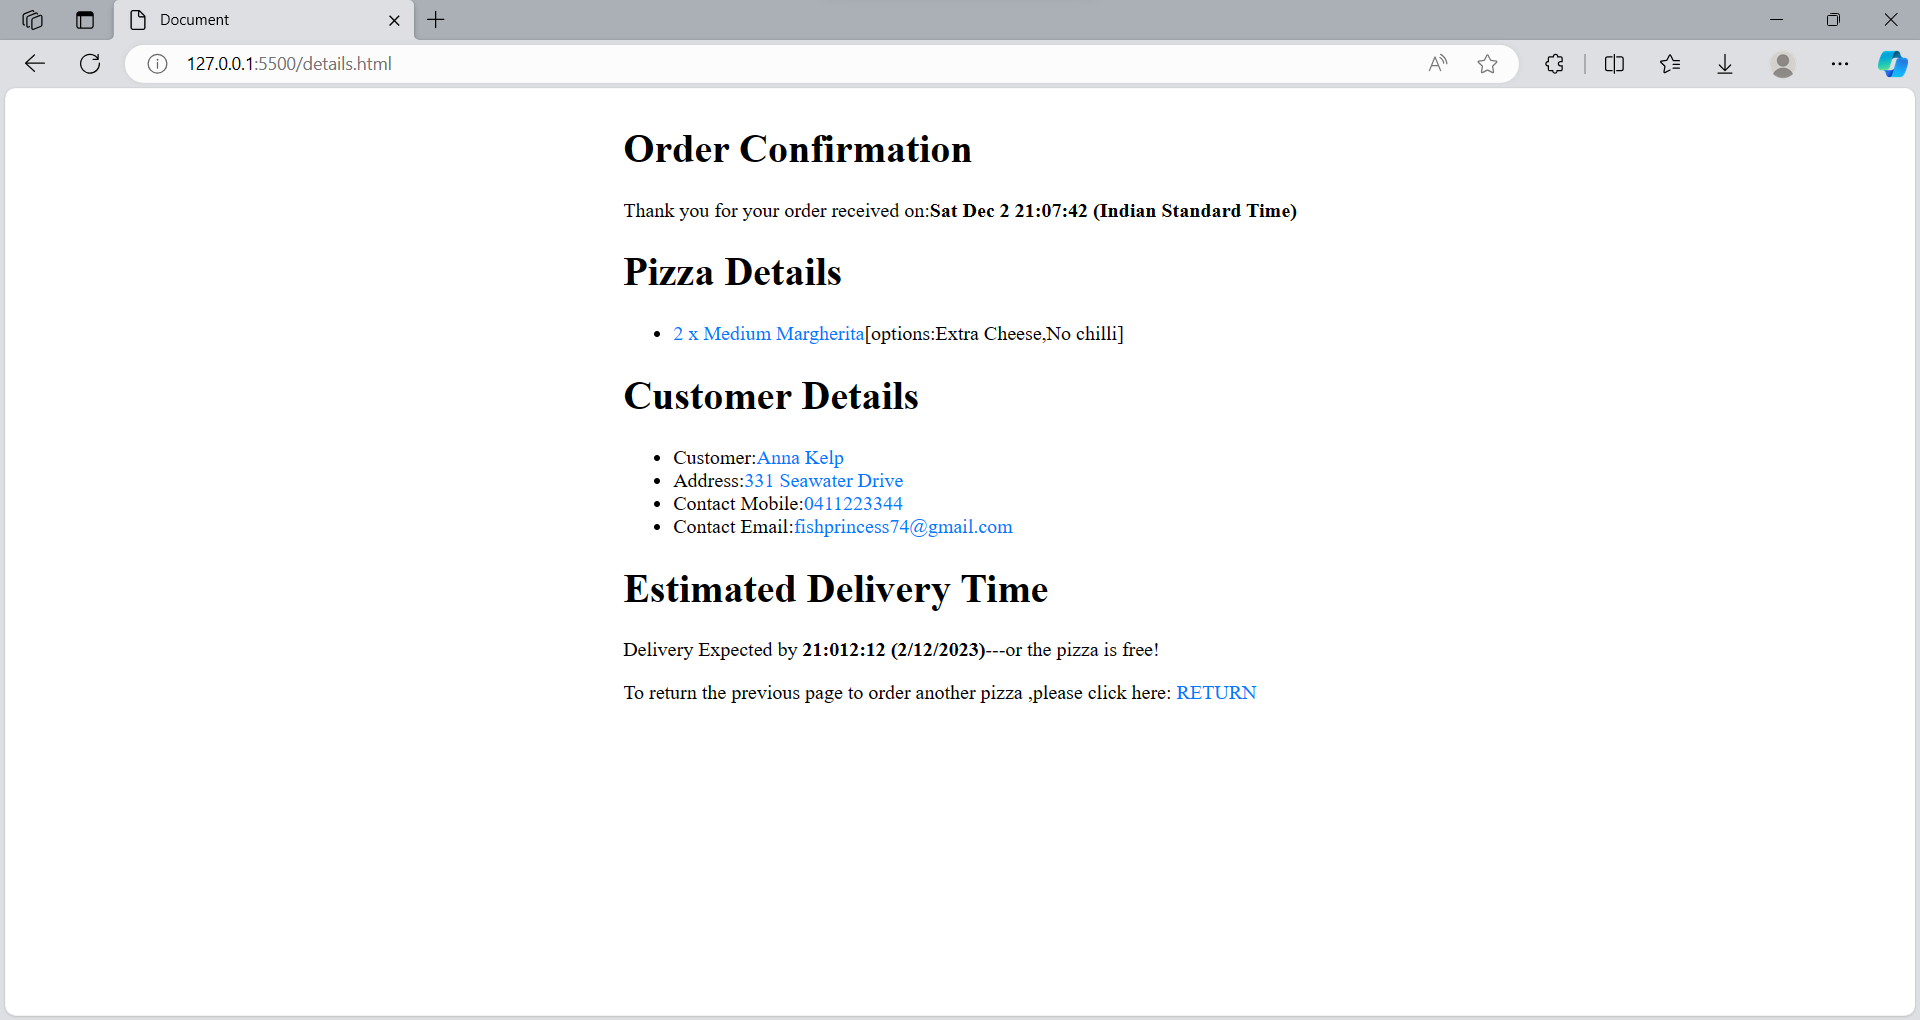 Document
127.0.0.1:5500/details.html
Order Confirmation
Thank you for your order received on:Sat Dec 2 21:07:42 (Indian Standard Time)
Pizza Details
2 x Medium Margherita[options:Extra Cheese,No chilli]
Customer Details
Customer:Anna Kelp
Address:331 Seawater Drive
Contact Mobile:0411223344
Contact Email:fishprincess74@gmail.com
Estimated Delivery Time
Delivery Expected by 21:012:12 (2/12/2023)---or the pizza is free!
To return the previous page to order another pizza ,please click here: RETURN